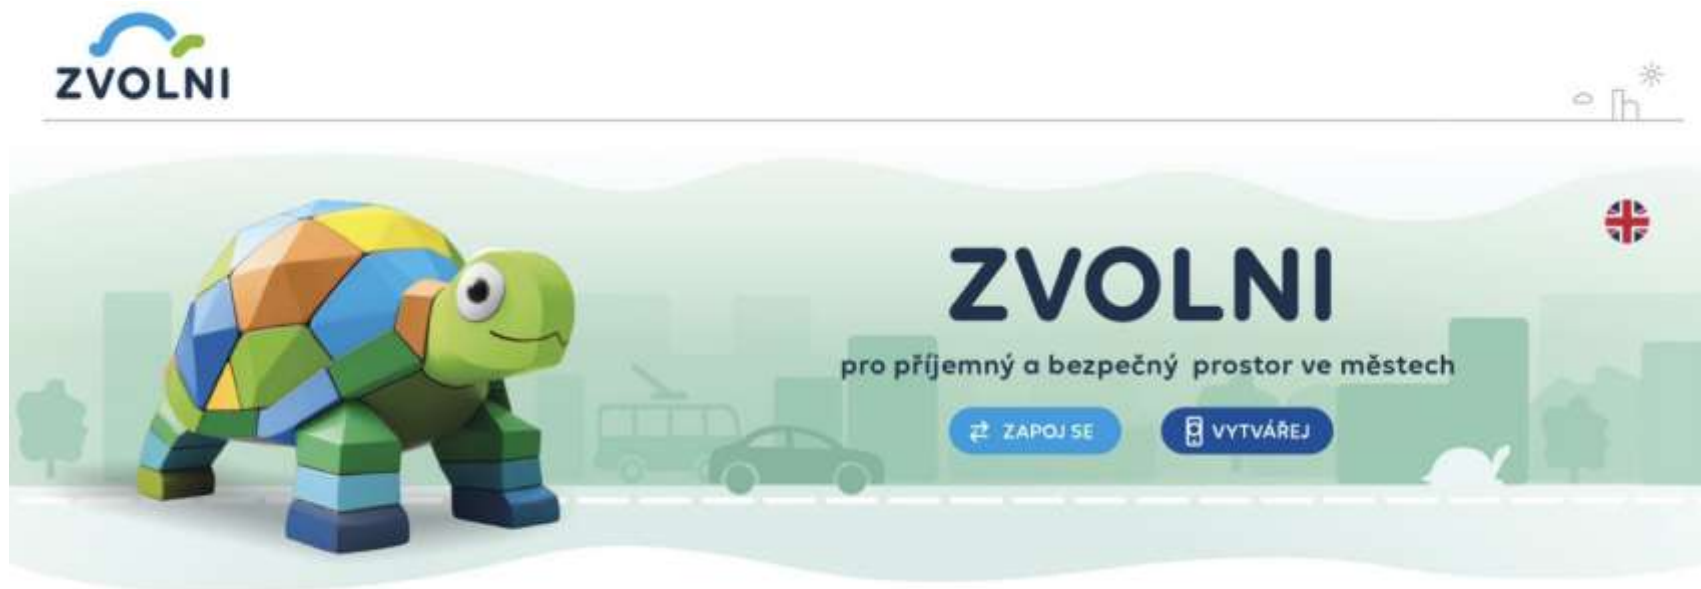 ZVOLNI
ZVOLNI
pro příjemný a bezpečný prostor ve městech
ZAPOJ SE
VYTVÁŘEJ